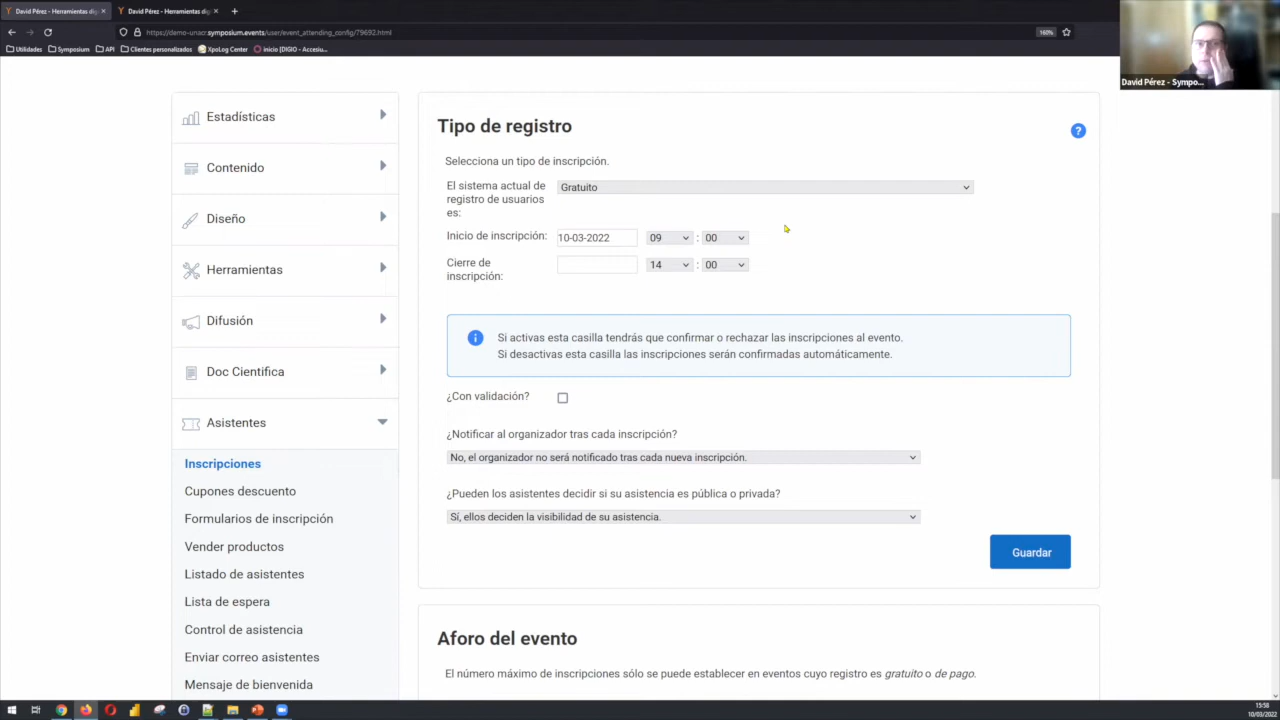 David Pérez - Herramientas dig
David Pérez - Herramientas dig
https://demo-unacr.symposium.events/user/event_attending_config/79692.html
160%
Utilidades
Symposium
API
Clientes personalizados
XpoLog Center
inicio [DIGIO - Accesiu...
David Pérez - Sympo...
Estadísticas
Contenido
Diseño
Herramientas
Difusión
Doc Cientifica
Asistentes
Inscripciones
Cupones descuento
Formularios de inscripción
Vender productos
Listado de asistentes
Lista de espera
Control de asistencia
Enviar correo asistentes
Mensaje de bienvenida
Tipo de registro
?
Selecciona un tipo de inscripción.
El sistema actual de
registro de usuarios
es:
Gratuito
Inicio de inscripción:
10-03-2022
09 : 00
Cierre de
inscripción:
14 : 00
Si activas esta casilla tendrás que confirmar o rechazar las inscripciones al evento.
Si desactivas esta casilla las inscripciones serán confirmadas automáticamente.
¿Con validación?
¿Notificar al organizador tras cada inscripción?
No, el organizador no será notificado tras cada nueva inscripción.
¿Pueden los asistentes decidir si su asistencia es pública o privada?
Sí, ellos deciden la visibilidad de su asistencia.
Guardar
Aforo del evento
El número máximo de inscripciones sólo se puede establecer en eventos cuyo registro es gratuito o de pago.
15:58
10/03/2022